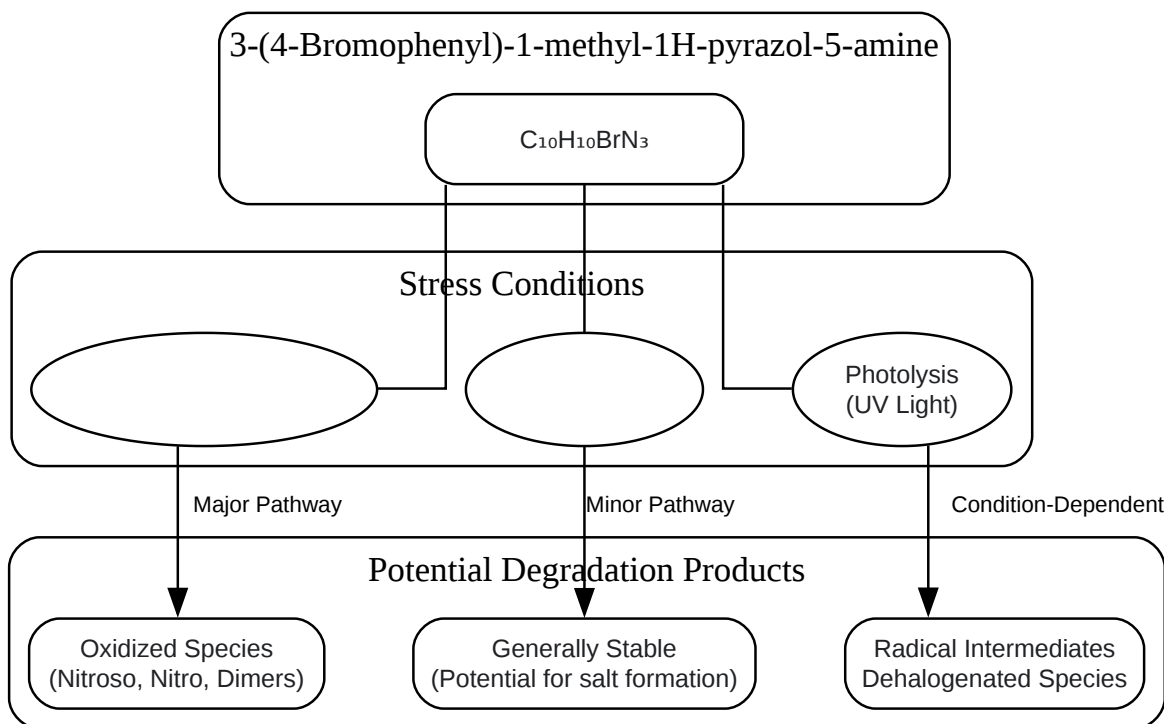 3-(4-Bromophenyl)-1-methyl-1H-pyrazol-5-amine
C₁₀H₁₀BrN₃
Stress Conditions
Photolysis
(UV Light)
Major Pathway
Minor Pathway
Condition-Dependent
Potential Degradation Products
Oxidized Species
(Nitroso, Nitro, Dimers)
Generally Stable
(Potential for salt formation)
Radical Intermediates
Dehalogenated Species